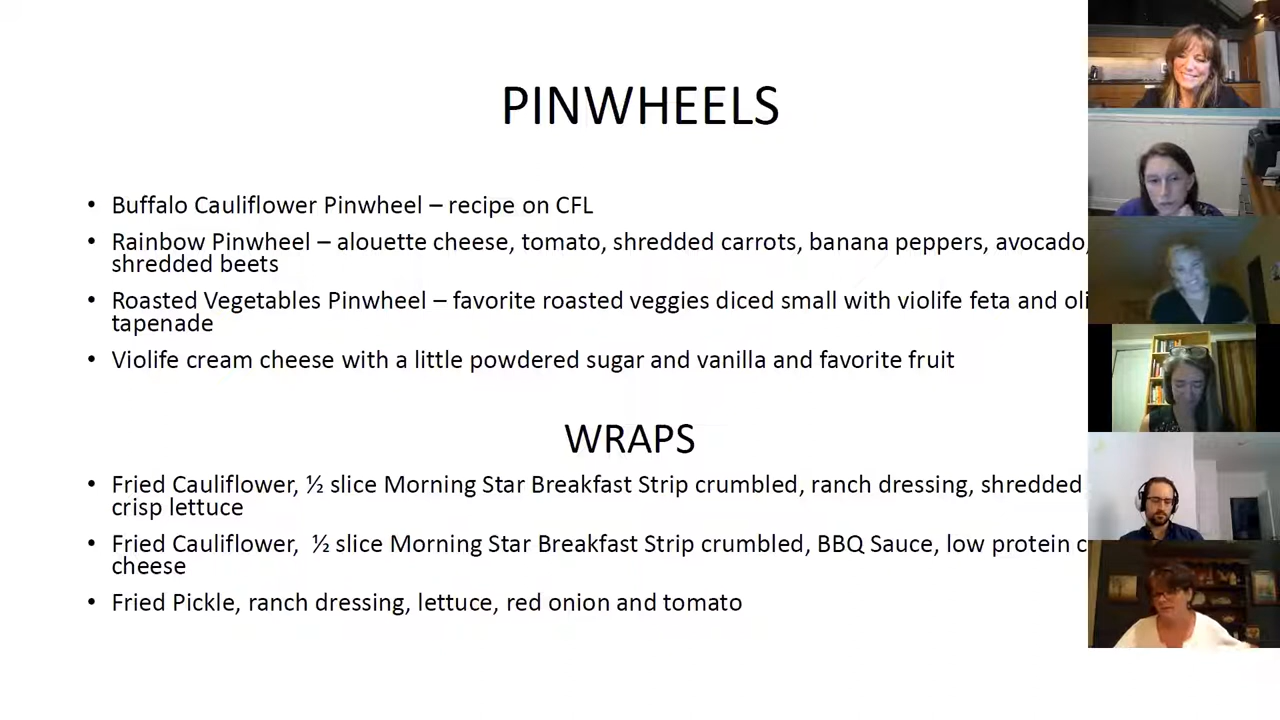 PINWHEELS
• Buffalo Cauliflower Pinwheel – recipe on CFL
• Rainbow Pinwheel – alouette cheese, tomato, shredded carrots, banana peppers, avocado,
shredded beets
• Roasted Vegetables Pinwheel – favorite roasted veggies diced small with violife feta and
tapenade
• Violife cream cheese with a little powdered sugar and vanilla and favorite fruit
WRAPS
• Fried Cauliflower, ½ slice Morning Star Breakfast Strip crumbled, ranch dressing, shredded
crisp lettuce
• Fried Cauliflower, ½ slice Morning Star Breakfast Strip crumbled, BBQ Sauce, low protein
cheese
• Fried Pickle, ranch dressing, lettuce, red onion and tomato